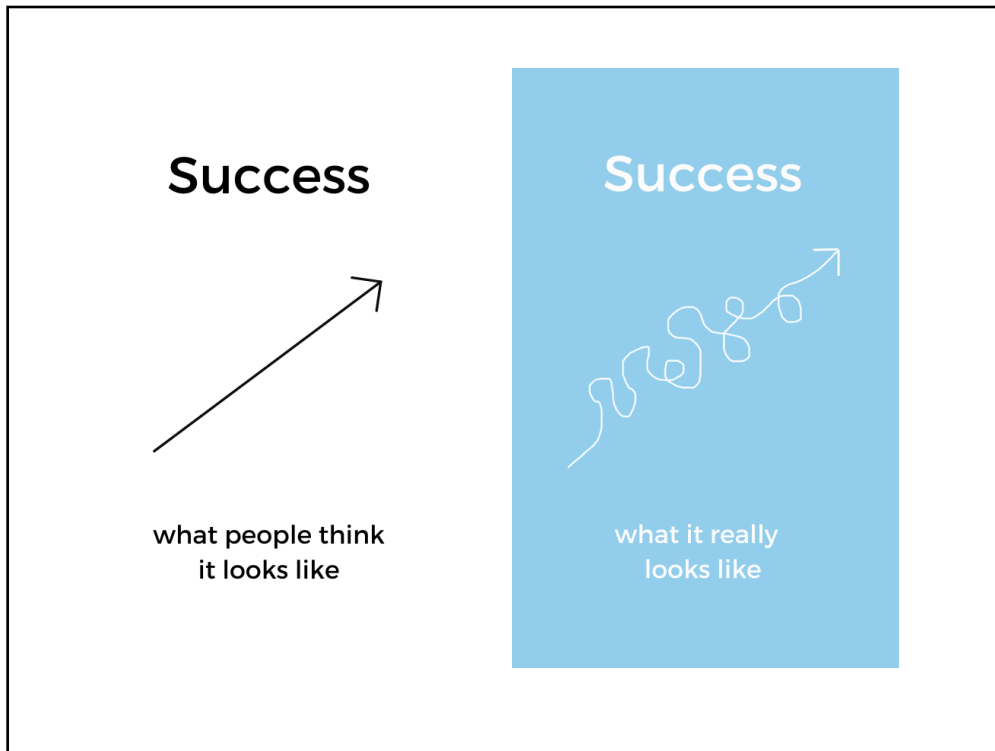 Success
what people think
it looks like
Success
what it really
looks like